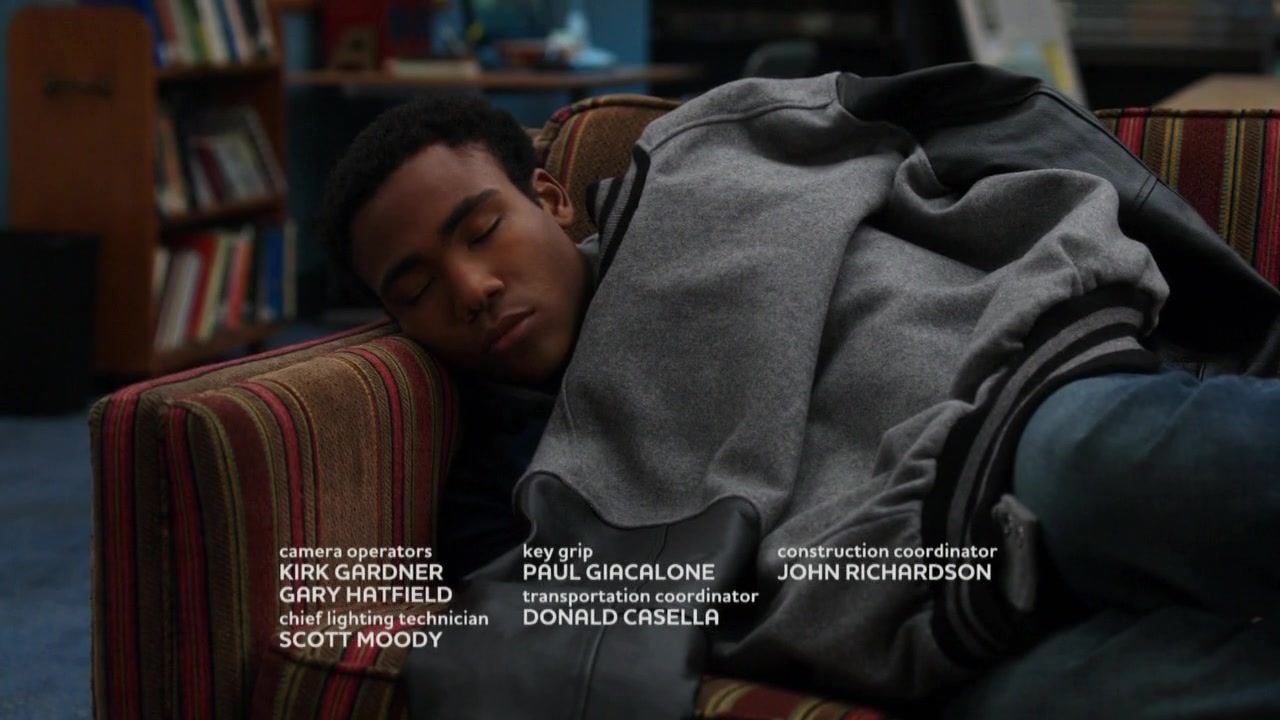 camera operators
KIRK GARDNER
GARY HATFIELD
chief lighting technician
SCOTT MOODY
key grip
PAUL GIACALONE
transportation coordinator
DONALD CASELLA
construction coordinator
JOHN RICHARDSON